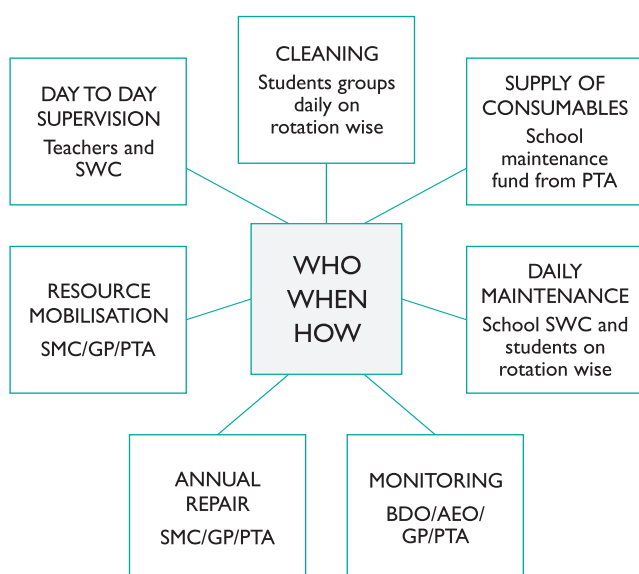 CLEANING
Students groups
daily on
rotation wise
DAY TO DAY
SUPERVISION
Teachers and
SWC
SUPPLY OF
CONSUMABLES
School
maintenance
fund from PTA
WHO
WHEN
HOW
RESOURCE
MOBILISATION
SMC/GP/PTA
DAILY
MAINTENANCE
School SWC and
students on
rotation wise
ANNUAL
REPAIR
SMC/GP/PTA
MONITORING
BDO/AEO/
GP/PTA